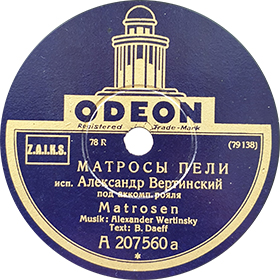 ODEON
Registered Trade-Mark
Z.A.I.K.S. 78 R (79138)
МАТРОСЫ ПЕЛИ
исп. Александр Вертинский
под аккомп. рояля
Matrosen
Musik: Alexander Wertinsky
Text: B. Daeff
A 207560 a
*